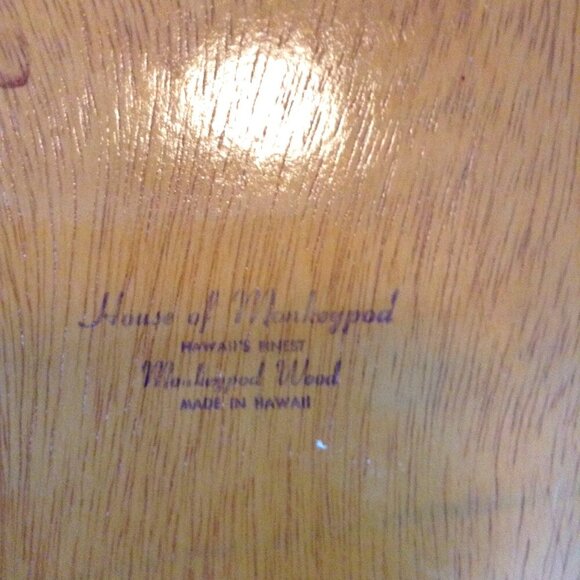 House of Monkeypod
HAWAII'S FINEST
Monkeypod Wood
MADE IN HAWAII